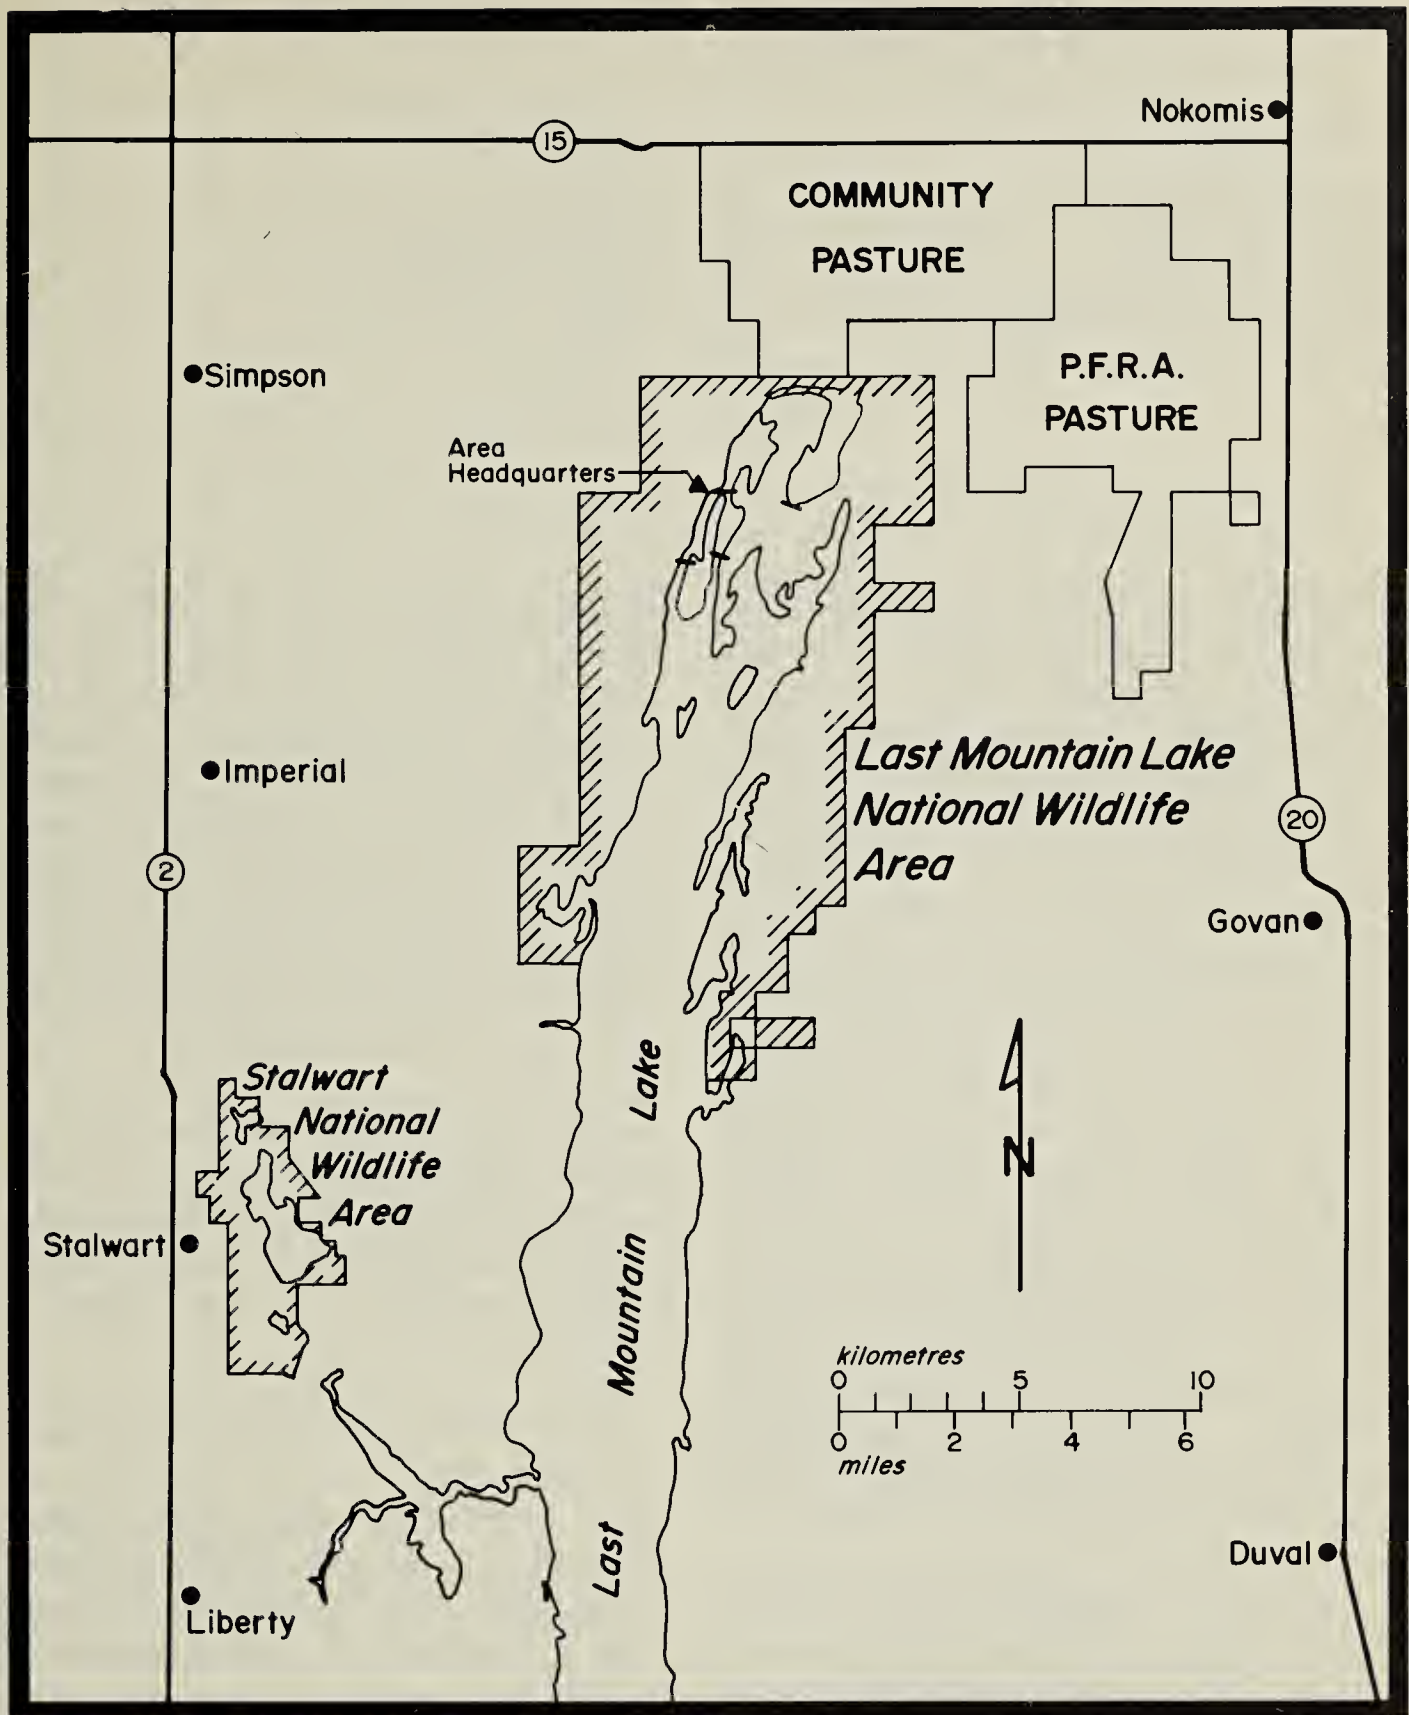 Nokomis
15
COMMUNITY
PASTURE
P.F.R.A.
PASTURE
Simpson
Area
Headquarters
Last Mountain Lake
National Wildlife
Area
Imperial
20
2
Govan
Stalwart
National
Wildlife
Area
Stalwart
N
Last Mountain Lake
kilometres
0 5 10
0 2 4 6
miles
Duval
Liberty